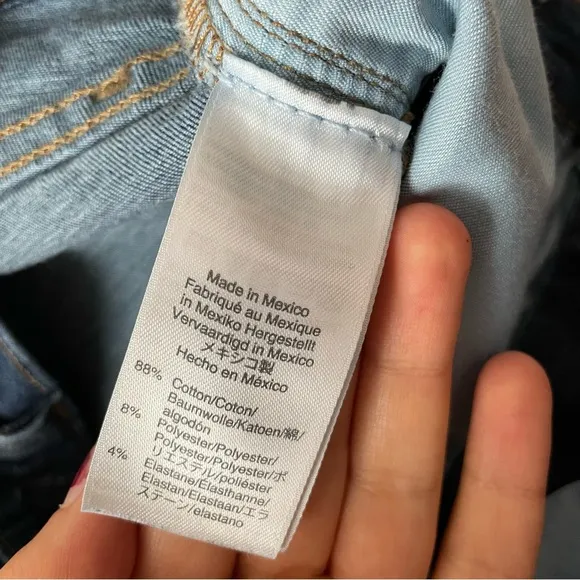 Made in Mexico
Fabriqué au Mexique
in Mexiko Hergestellt
Vervaardigd in Mexico
メキシコ製
Hecho en México
88% Cotton/Coton/
Baumwolle/Katoen/綿/
algodón
8% Polyester/Polyester/
Polyester/Polyester/ポ
リエステル/poliéster
4% Elastane/Élasthanne/
Elastan/Elastaan/エラ
ステーン/elastano